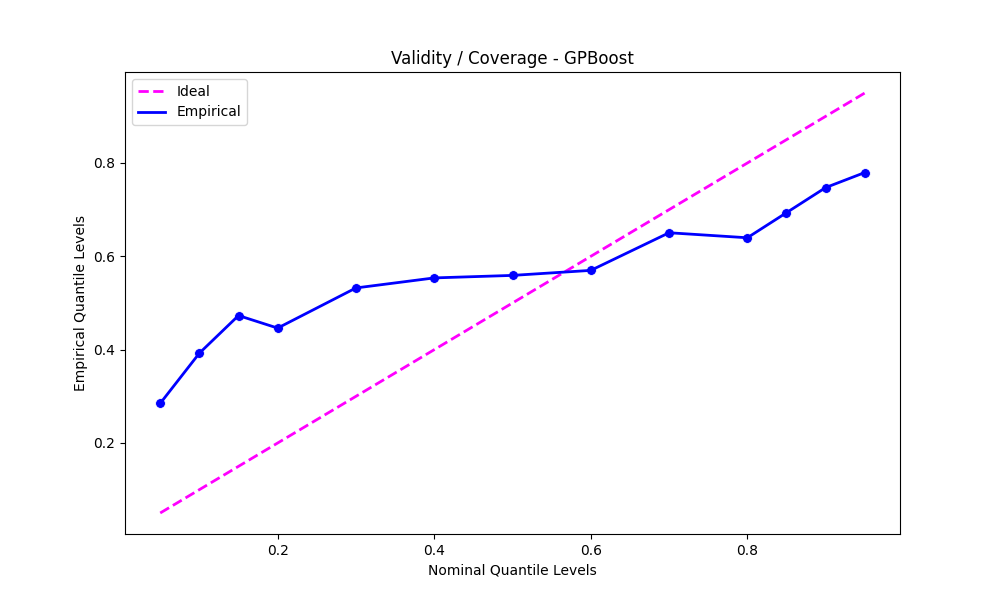 Validity / Coverage - GPBoost
Ideal
Empirical
0.8
0.6
0.4
0.2
Empirical Quantile Levels
0.2
0.4
0.6
0.8
Nominal Quantile Levels